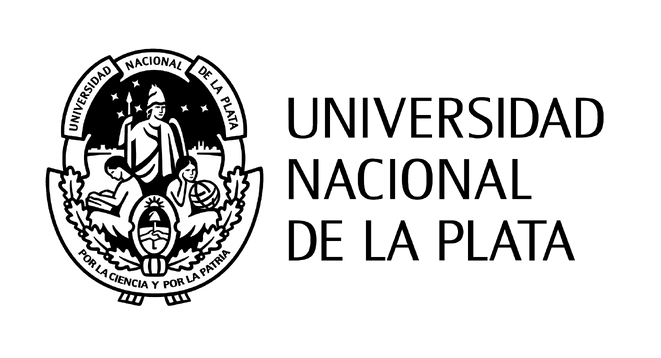 UNIVERSIDAD NACIONAL DE LA PLATA
POR LA CIENCIA Y POR LA PATRIA
UNIVERSIDAD
NACIONAL
DE LA PLATA